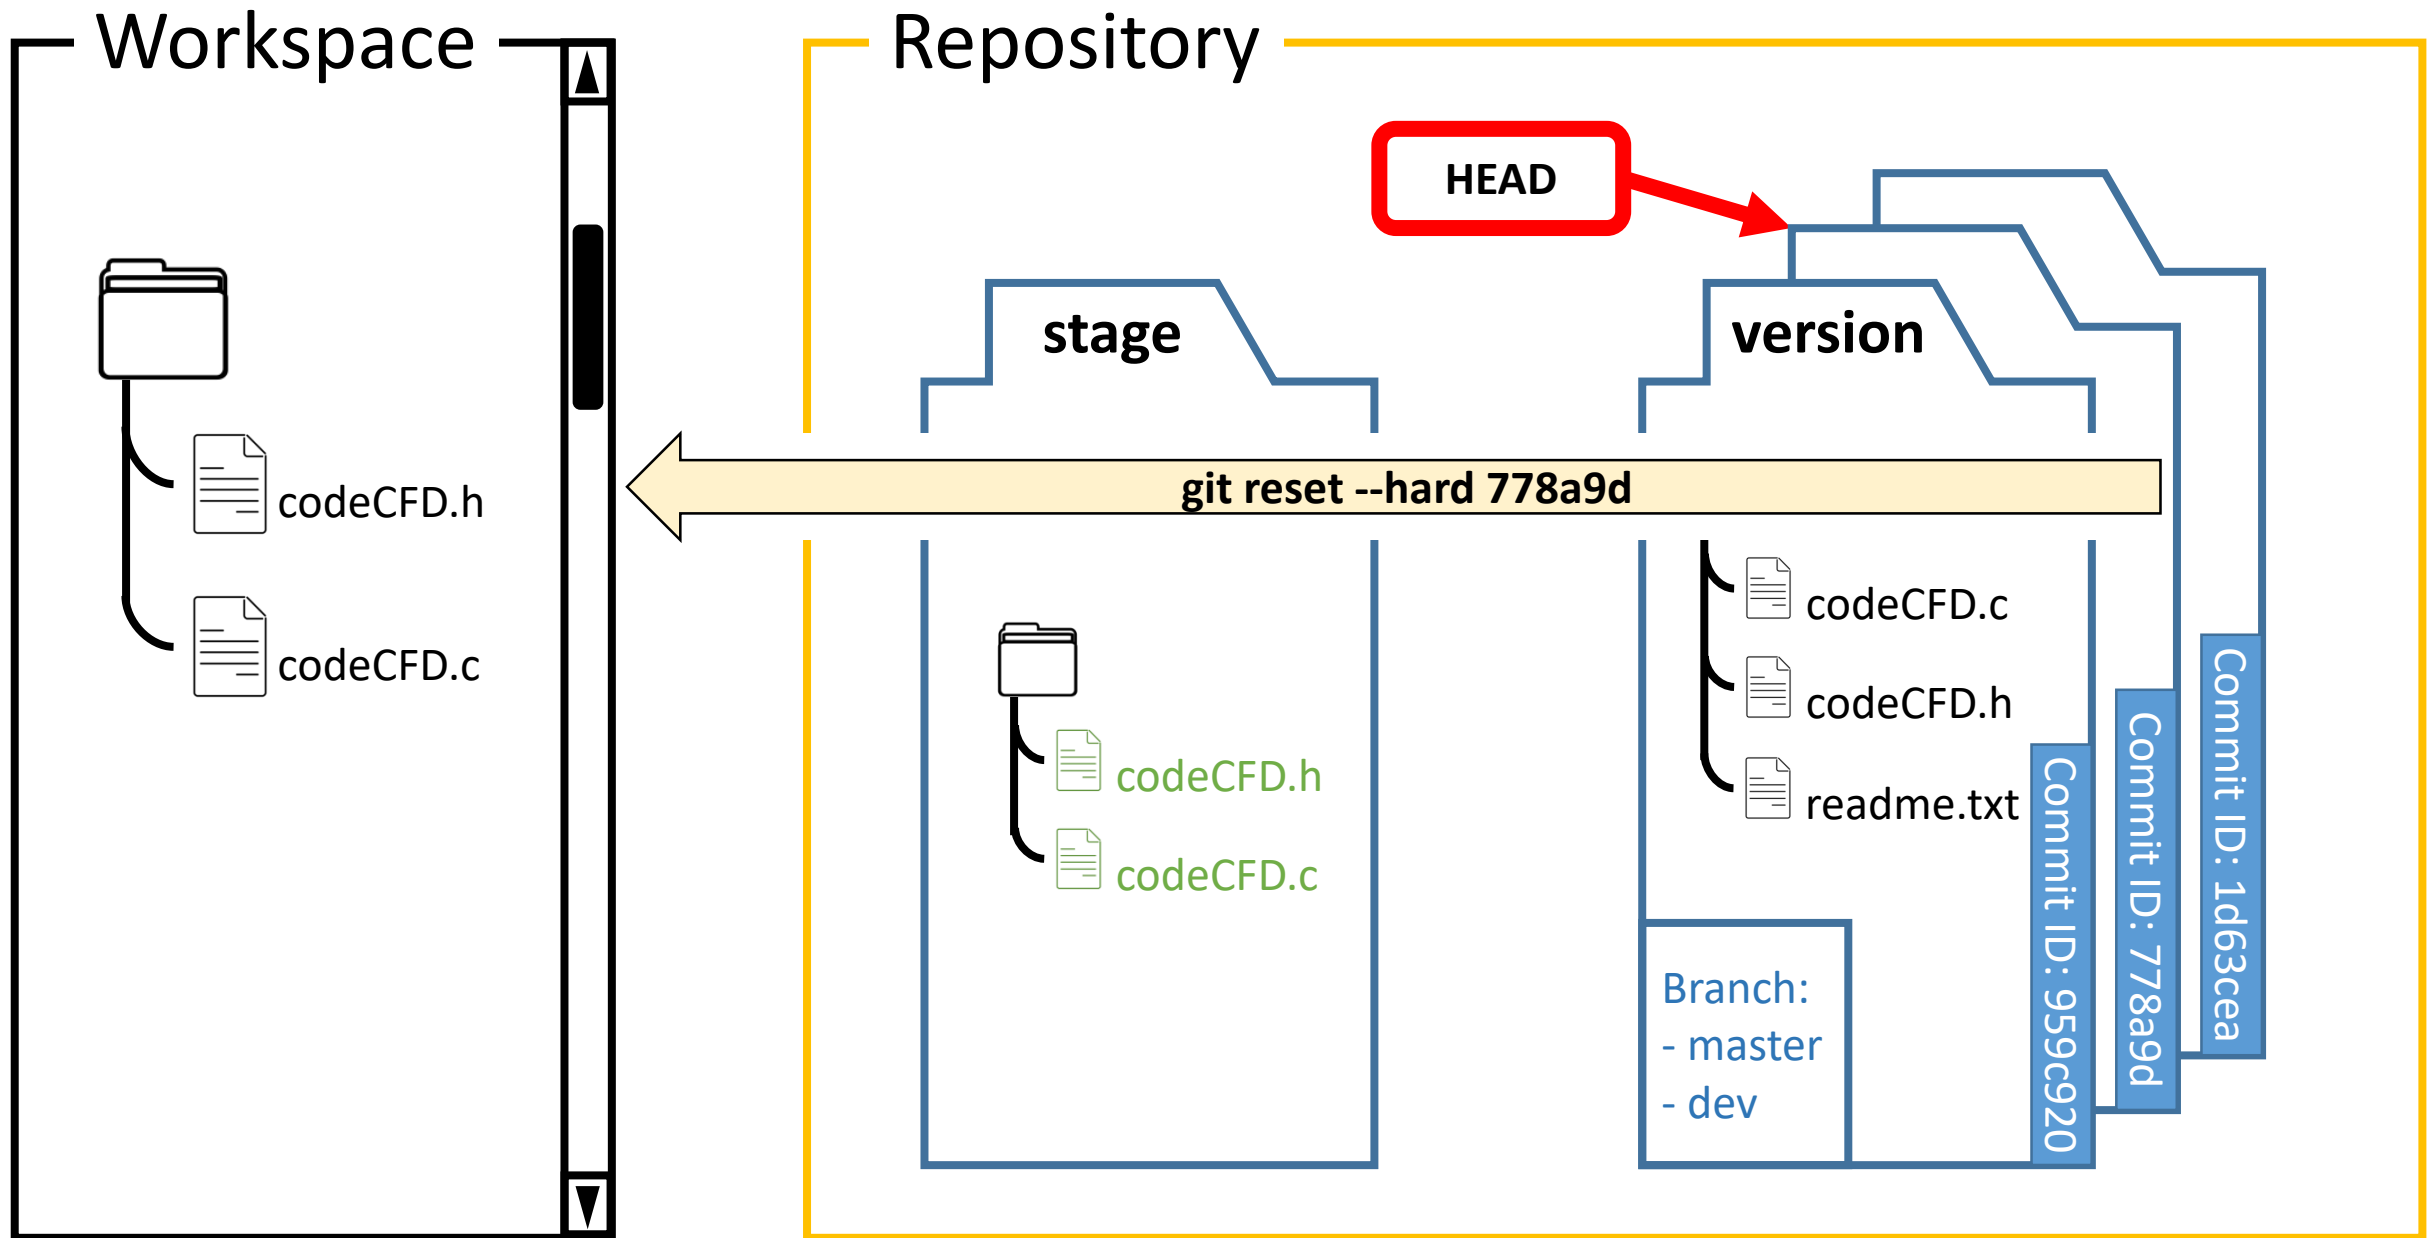 Workspace
Repository
HEAD
stage
version
git reset --hard 778a9d
codeCFD.h
codeCFD.c
codeCFD.h
codeCFD.c
codeCFD.c
codeCFD.h
readme.txt
Branch:
- master
- dev
Commit ID: 959c920
Commit ID: 778a9d
Commit ID: 1d63cea